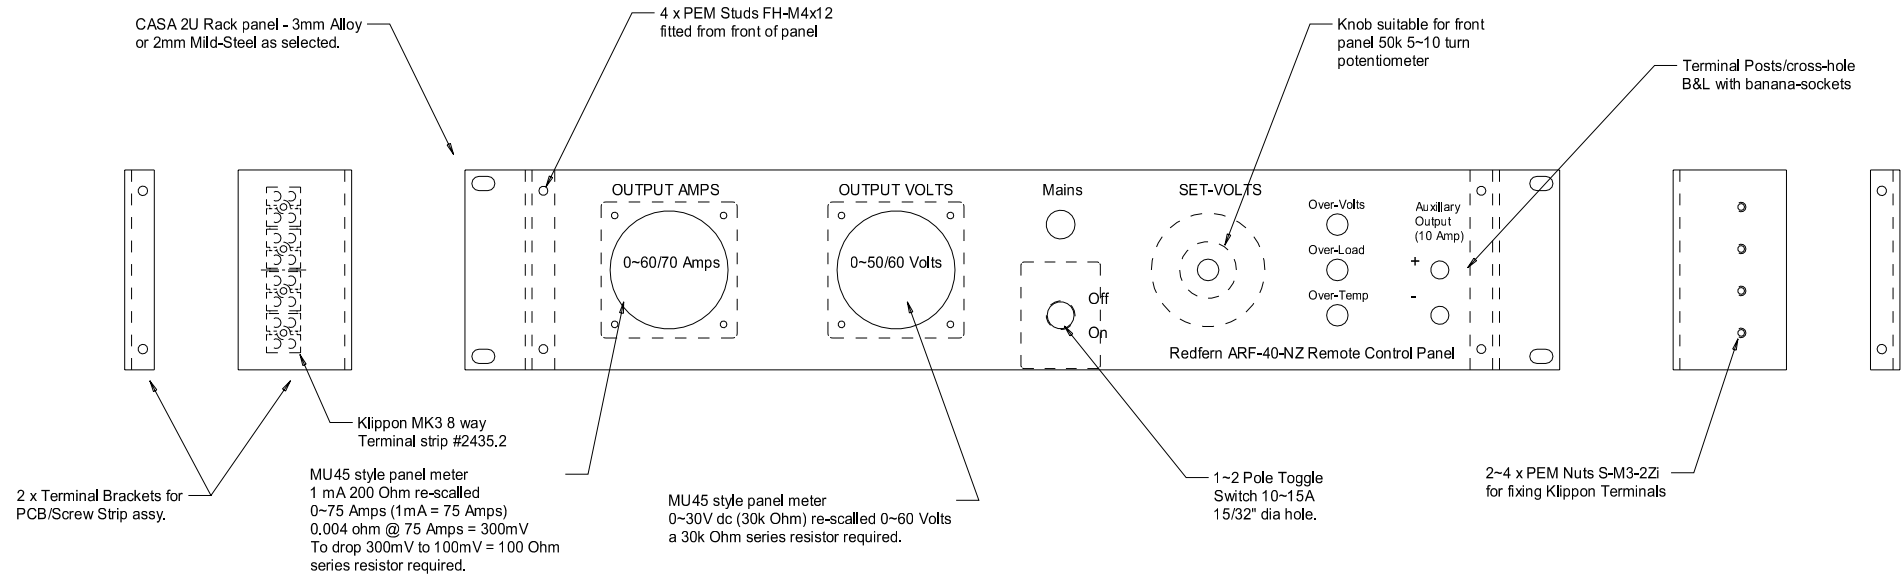 CASA 2U Rack panel - 3mm Alloy
or 2mm Mild-Steel as selected.
4 x PEM Studs FH-M4x12
fitted from front of panel
Knob suitable for front
panel 50k 5~10 turn
potentiometer
Terminal Posts/cross-hole
B&L with banana-sockets
OUTPUT AMPS
0~60/70 Amps
OUTPUT VOLTS
0~50/60 Volts
Mains
Off
On
SET-VOLTS
Over-Volts
Over-Load
Over-Temp
Auxillary
Output
(10 Amp)
+
-
Redfern ARF-40-NZ Remote Control Panel
Klippon MK3 8 way
Terminal strip #2435.2
2 x Terminal Brackets for
PCB/Screw Strip assy.
MU45 style panel meter
1 mA 200 Ohm re-scalled
0~75 Amps (1mA = 75 Amps)
0.004 ohm @ 75 Amps = 300mV
To drop 300mV to 100mV = 100 Ohm
series resistor required.
MU45 style panel meter
0~30V dc (30k Ohm) re-scalled 0~60 Volts
a 30k Ohm series resistor required.
1~2 Pole Toggle
Switch 10~15A
15/32" dia hole.
2~4 x PEM Nuts S-M3-2Zi
for fixing Klippon Terminals